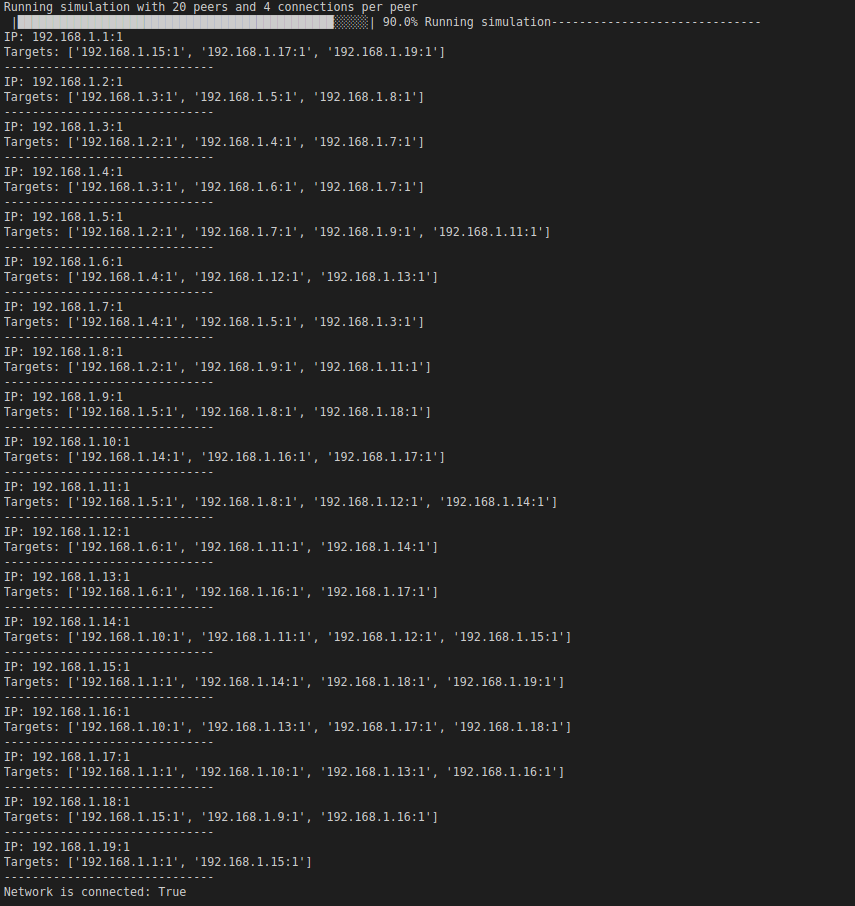 Running simulation with 20 peers and 4 connections per peer
|██████████████████████████████████████████████░░░░░| 90.0% Running simulation------------------------------
IP: 192.168.1.1:1
Targets: ['192.168.1.15:1', '192.168.1.17:1', '192.168.1.19:1']
------------------------------
IP: 192.168.1.2:1
Targets: ['192.168.1.3:1', '192.168.1.5:1', '192.168.1.8:1']
------------------------------
IP: 192.168.1.3:1
Targets: ['192.168.1.2:1', '192.168.1.4:1', '192.168.1.7:1']
------------------------------
IP: 192.168.1.4:1
Targets: ['192.168.1.3:1', '192.168.1.6:1', '192.168.1.7:1']
------------------------------
IP: 192.168.1.5:1
Targets: ['192.168.1.2:1', '192.168.1.7:1', '192.168.1.9:1', '192.168.1.11:1']
------------------------------
IP: 192.168.1.6:1
Targets: ['192.168.1.4:1', '192.168.1.12:1', '192.168.1.13:1']
------------------------------
IP: 192.168.1.7:1
Targets: ['192.168.1.4:1', '192.168.1.5:1', '192.168.1.3:1']
------------------------------
IP: 192.168.1.8:1
Targets: ['192.168.1.2:1', '192.168.1.9:1', '192.168.1.11:1']
------------------------------
IP: 192.168.1.9:1
Targets: ['192.168.1.5:1', '192.168.1.8:1', '192.168.1.18:1']
------------------------------
IP: 192.168.1.10:1
Targets: ['192.168.1.14:1', '192.168.1.16:1', '192.168.1.17:1']
------------------------------
IP: 192.168.1.11:1
Targets: ['192.168.1.5:1', '192.168.1.8:1', '192.168.1.12:1', '192.168.1.14:1']
------------------------------
IP: 192.168.1.12:1
Targets: ['192.168.1.6:1', '192.168.1.11:1', '192.168.1.14:1']
------------------------------
IP: 192.168.1.13:1
Targets: ['192.168.1.6:1', '192.168.1.16:1', '192.168.1.17:1']
------------------------------
IP: 192.168.1.14:1
Targets: ['192.168.1.10:1', '192.168.1.11:1', '192.168.1.12:1', '192.168.1.15:1']
------------------------------
IP: 192.168.1.15:1
Targets: ['192.168.1.1:1', '192.168.1.14:1', '192.168.1.18:1', '192.168.1.19:1']
------------------------------
IP: 192.168.1.16:1
Targets: ['192.168.1.10:1', '192.168.1.13:1', '192.168.1.17:1', '192.168.1.18:1']
------------------------------
IP: 192.168.1.17:1
Targets: ['192.168.1.1:1', '192.168.1.10:1', '192.168.1.13:1', '192.168.1.16:1']
------------------------------
IP: 192.168.1.18:1
Targets: ['192.168.1.15:1', '192.168.1.9:1', '192.168.1.16:1']
------------------------------
IP: 192.168.1.19:1
Targets: ['192.168.1.1:1', '192.168.1.15:1']
------------------------------
Network is connected: True